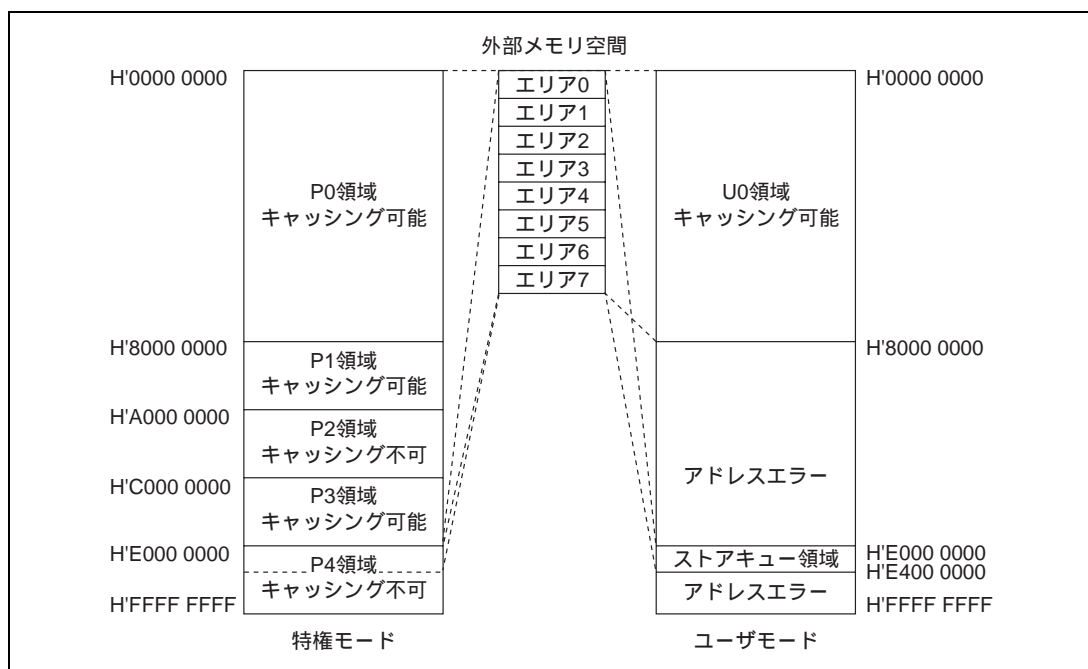 外部メモリ空間
H'0000 0000
H'0000 0000
エリア0
エリア1
エリア2
エリア3
エリア4
エリア5
エリア6
エリア7
P0領域
キャッシング可能
U0領域
キャッシング可能
H'8000 0000
H'8000 0000
P1領域
キャッシング可能
H'A000 0000
P2領域
キャッシング不可
H'C000 0000
P3領域
キャッシング可能
アドレスエラー
H'E000 0000
P4領域
キャッシング不可
ストアキュー領域
H'E000 0000
H'E400 0000
アドレスエラー
H'FFFF FFFF
H'FFFF FFFF
特権モード
ユーザモード